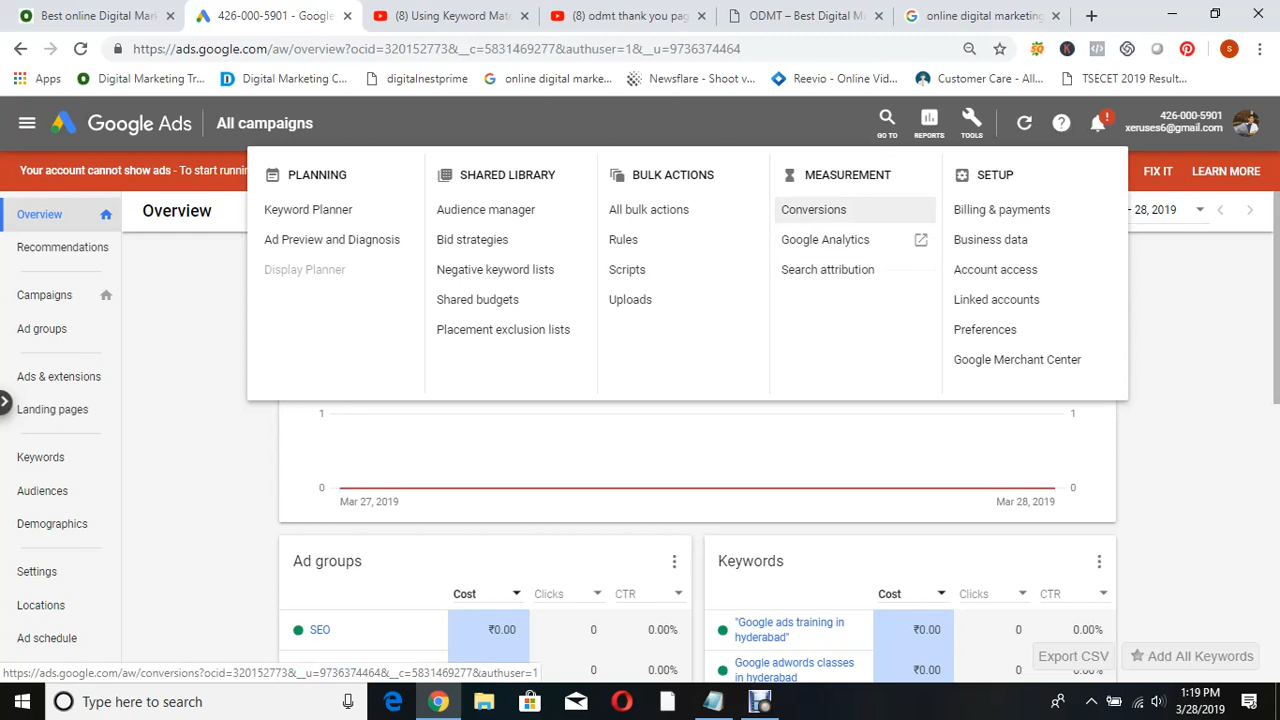 Best online Digital Mar
426-000-5901 - Google
(8) Using Keyword Mat
(8) odmt thank you pag
ODMT – Best Digital M
online digital marketing
https://ads.google.com/aw/overview?ocid=320152773&__c=5831469277&authuser=1&__u=9736374464
S
Apps
Digital Marketing Tr...
Digital Marketing C...
digitalnestprime
online digital marke...
Newsflare - Shoot v...
Reevio - Online Vid...
Customer Care - Al...
TSECET 2019 Result...
Google Ads
All campaigns
GO TO
REPORTS
TOOLS
!
426-000-5901
xeruses6@gmail.com
Your account cannot show ads - To start runnin
FIX IT
LEARN MORE
Overview
Recommendations
Campaigns
Ad groups
Ads & extensions
Landing pages
Keywords
Audiences
Demographics
Settings
Locations
Ad schedule
Overview
- 28, 2019
PLANNING
Keyword Planner
Ad Preview and Diagnosis
Display Planner
SHARED LIBRARY
Audience manager
Bid strategies
Negative keyword lists
Shared budgets
Placement exclusion lists
BULK ACTIONS
All bulk actions
Rules
Scripts
Uploads
MEASUREMENT
Conversions
Google Analytics
Search attribution
SETUP
Billing & payments
Business data
Account access
Linked accounts
Preferences
Google Merchant Center
1
1
0
0
Mar 27, 2019
Mar 28, 2019
Ad groups
Cost
Clicks
CTR
SEO
₹0.00
0
0.00%
0
0.00%
Keywords
Cost
Clicks
CTR
"Google ads training in
hyderabad"
₹0.00
0
0.00%
Google adwords classes
in hyderabad
₹0.00
0
0.00%
Export CSV
Add All Keywords
https://ads.google.com/aw/conversions?ocid=320152773&__u=9736374464&__c=5831469277&authuser=1
Type here to search
1:19 PM
3/28/2019